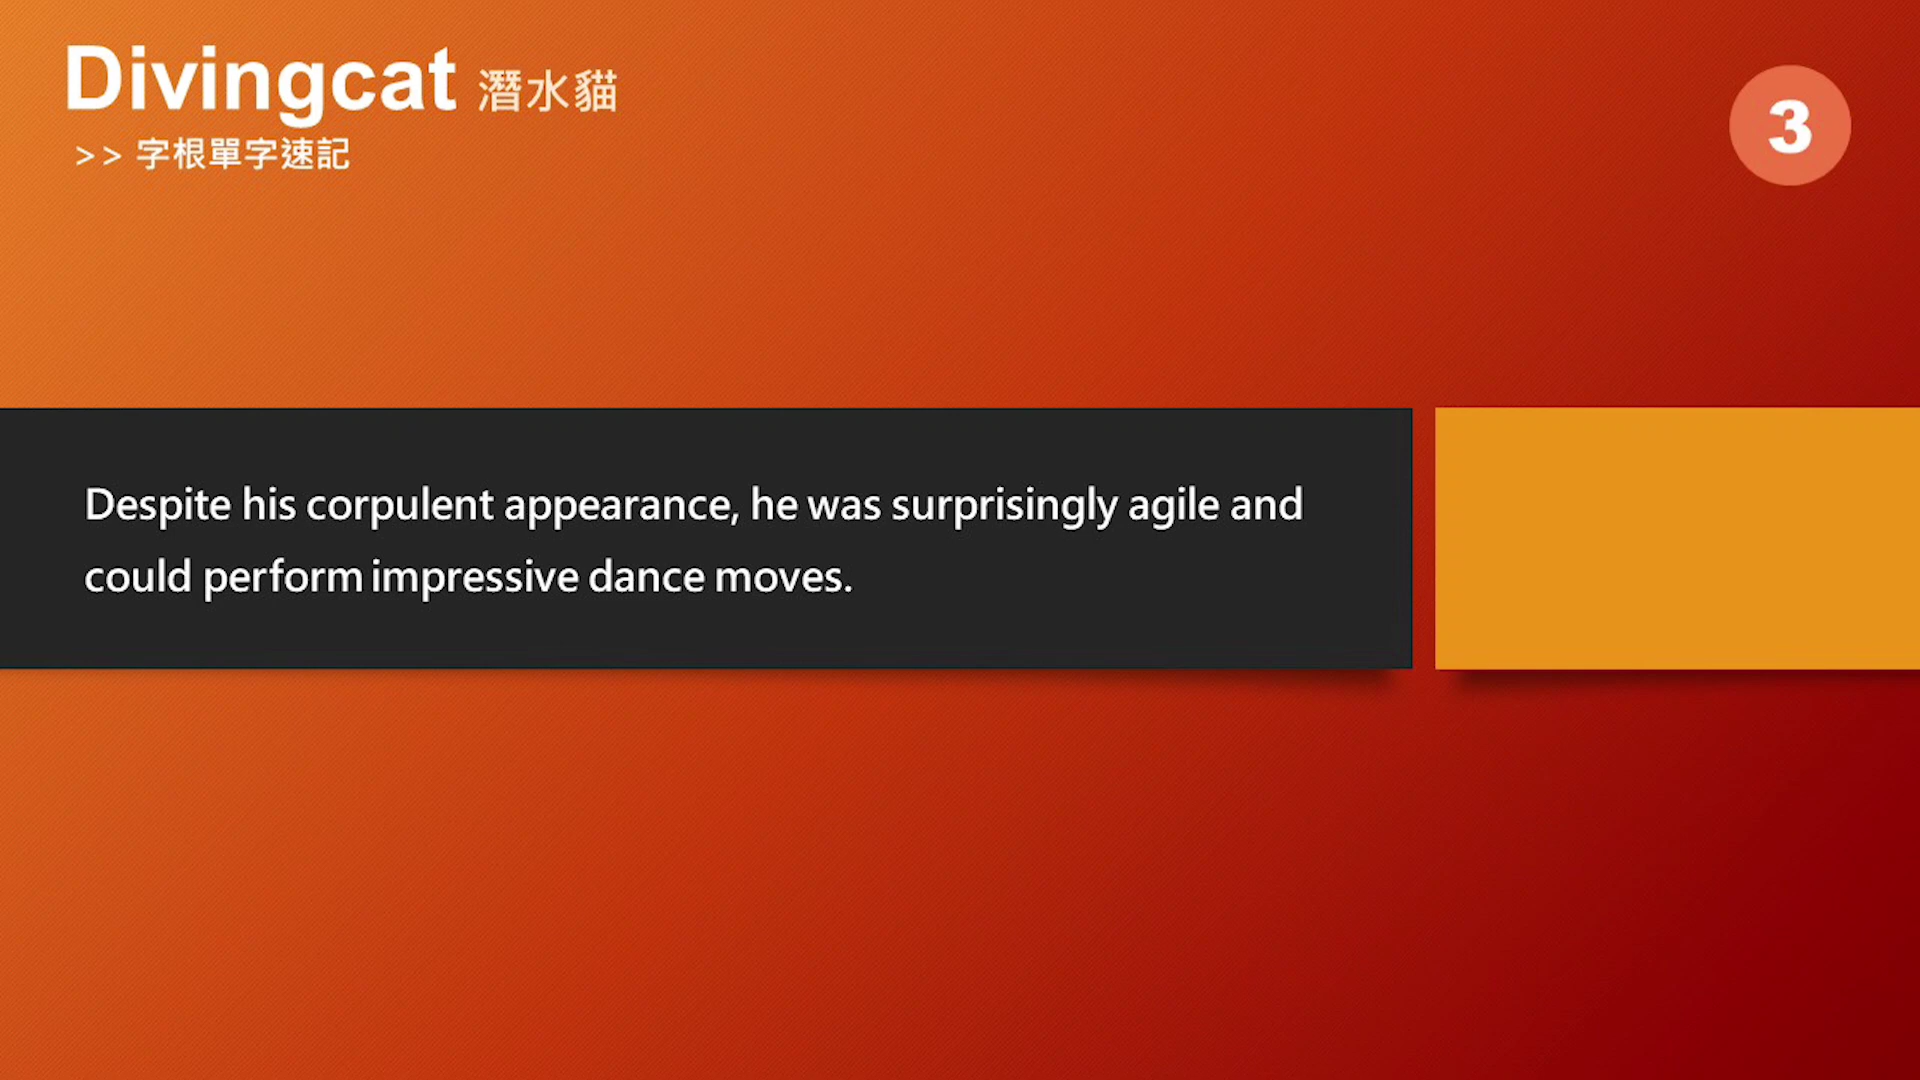 Divingcat 潛水貓
>> 字根單字速記
3
Despite his corpulent appearance, he was surprisingly agile and
could perform impressive dance moves.